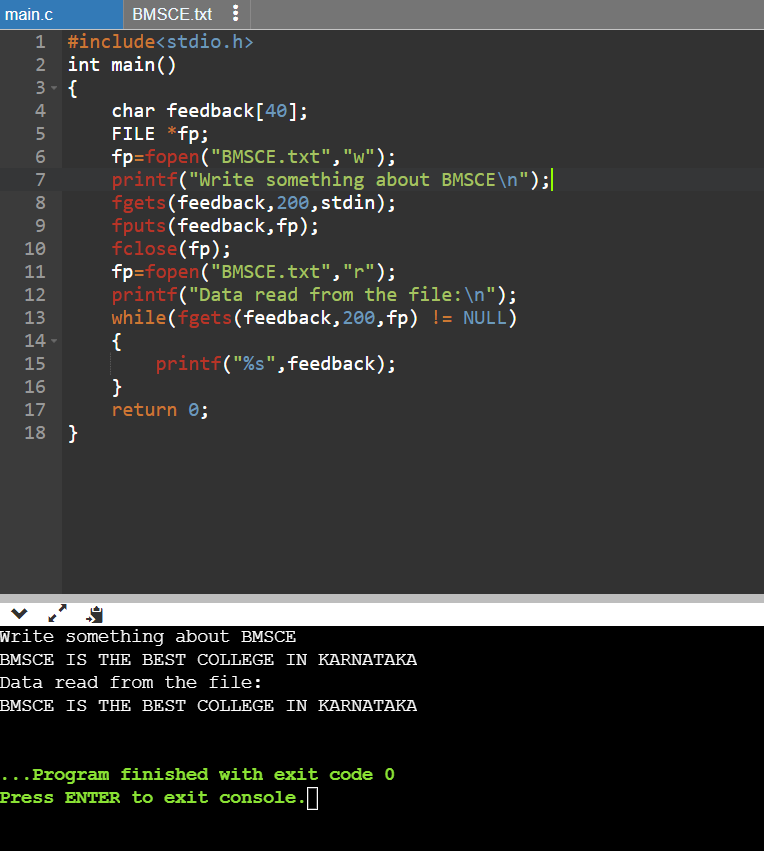 main.c BMSCE.txt
1 #include<stdio.h>
2 int main()
3 {
4     char feedback[40];
5     FILE *fp;
6     fp=fopen("BMSCE.txt","w");
7     printf("Write something about BMSCE\n");
8     fgets(feedback,200,stdin);
9     fputs(feedback,fp);
10     fclose(fp);
11     fp=fopen("BMSCE.txt","r");
12     printf("Data read from the file:\n");
13     while(fgets(feedback,200,fp) != NULL)
14     {
15         printf("%s",feedback);
16     }
17     return 0;
18 }
Write something about BMSCE
BMSCE IS THE BEST COLLEGE IN KARNATAKA
Data read from the file:
BMSCE IS THE BEST COLLEGE IN KARNATAKA
...Program finished with exit code 0
Press ENTER to exit console.